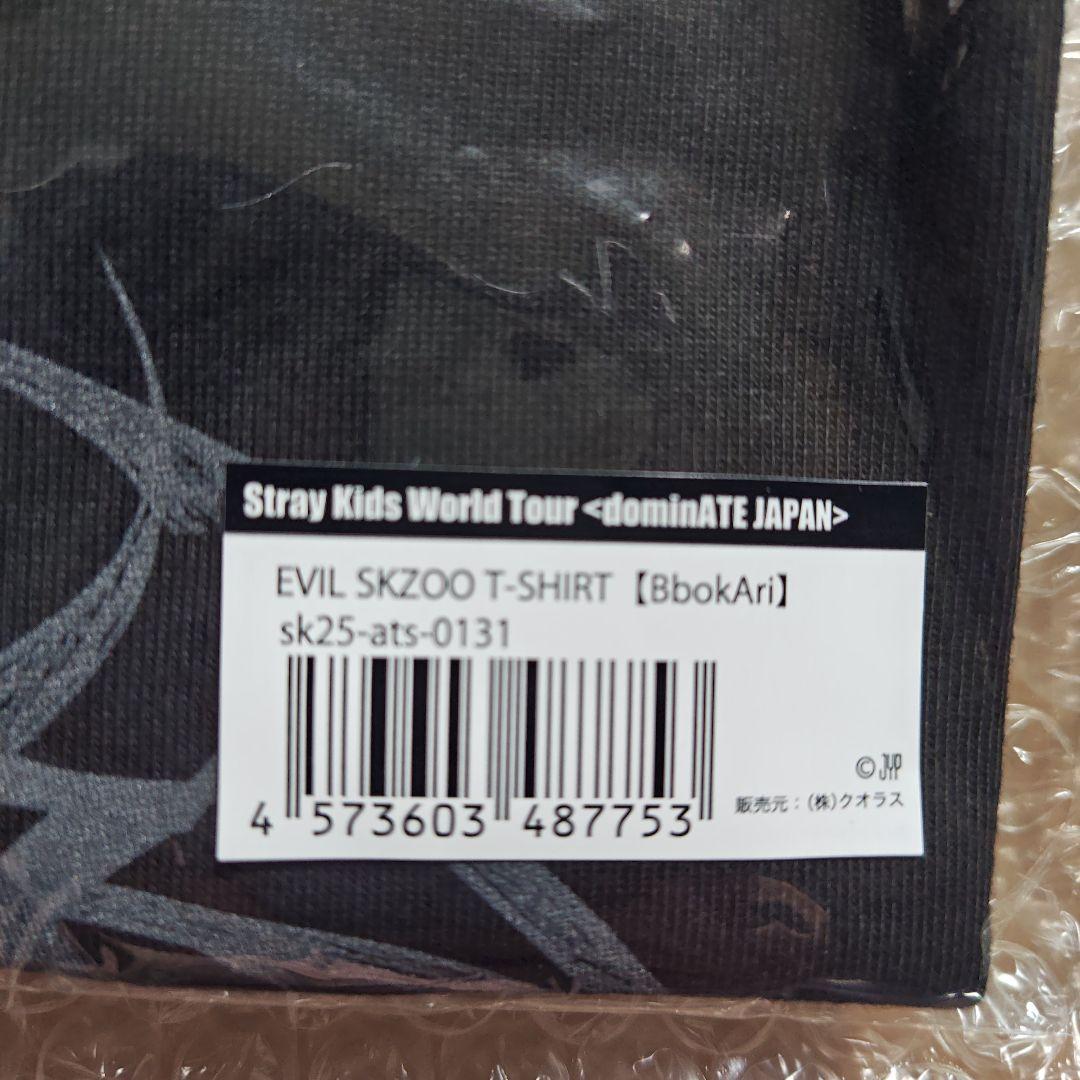 Stray Kids World Tour <dominATE JAPAN>
EVIL SKZOO T-SHIRT【BbokAri】
sk25-ats-0131
4 573603 487753
© JYP
販売元：(株)クオラス